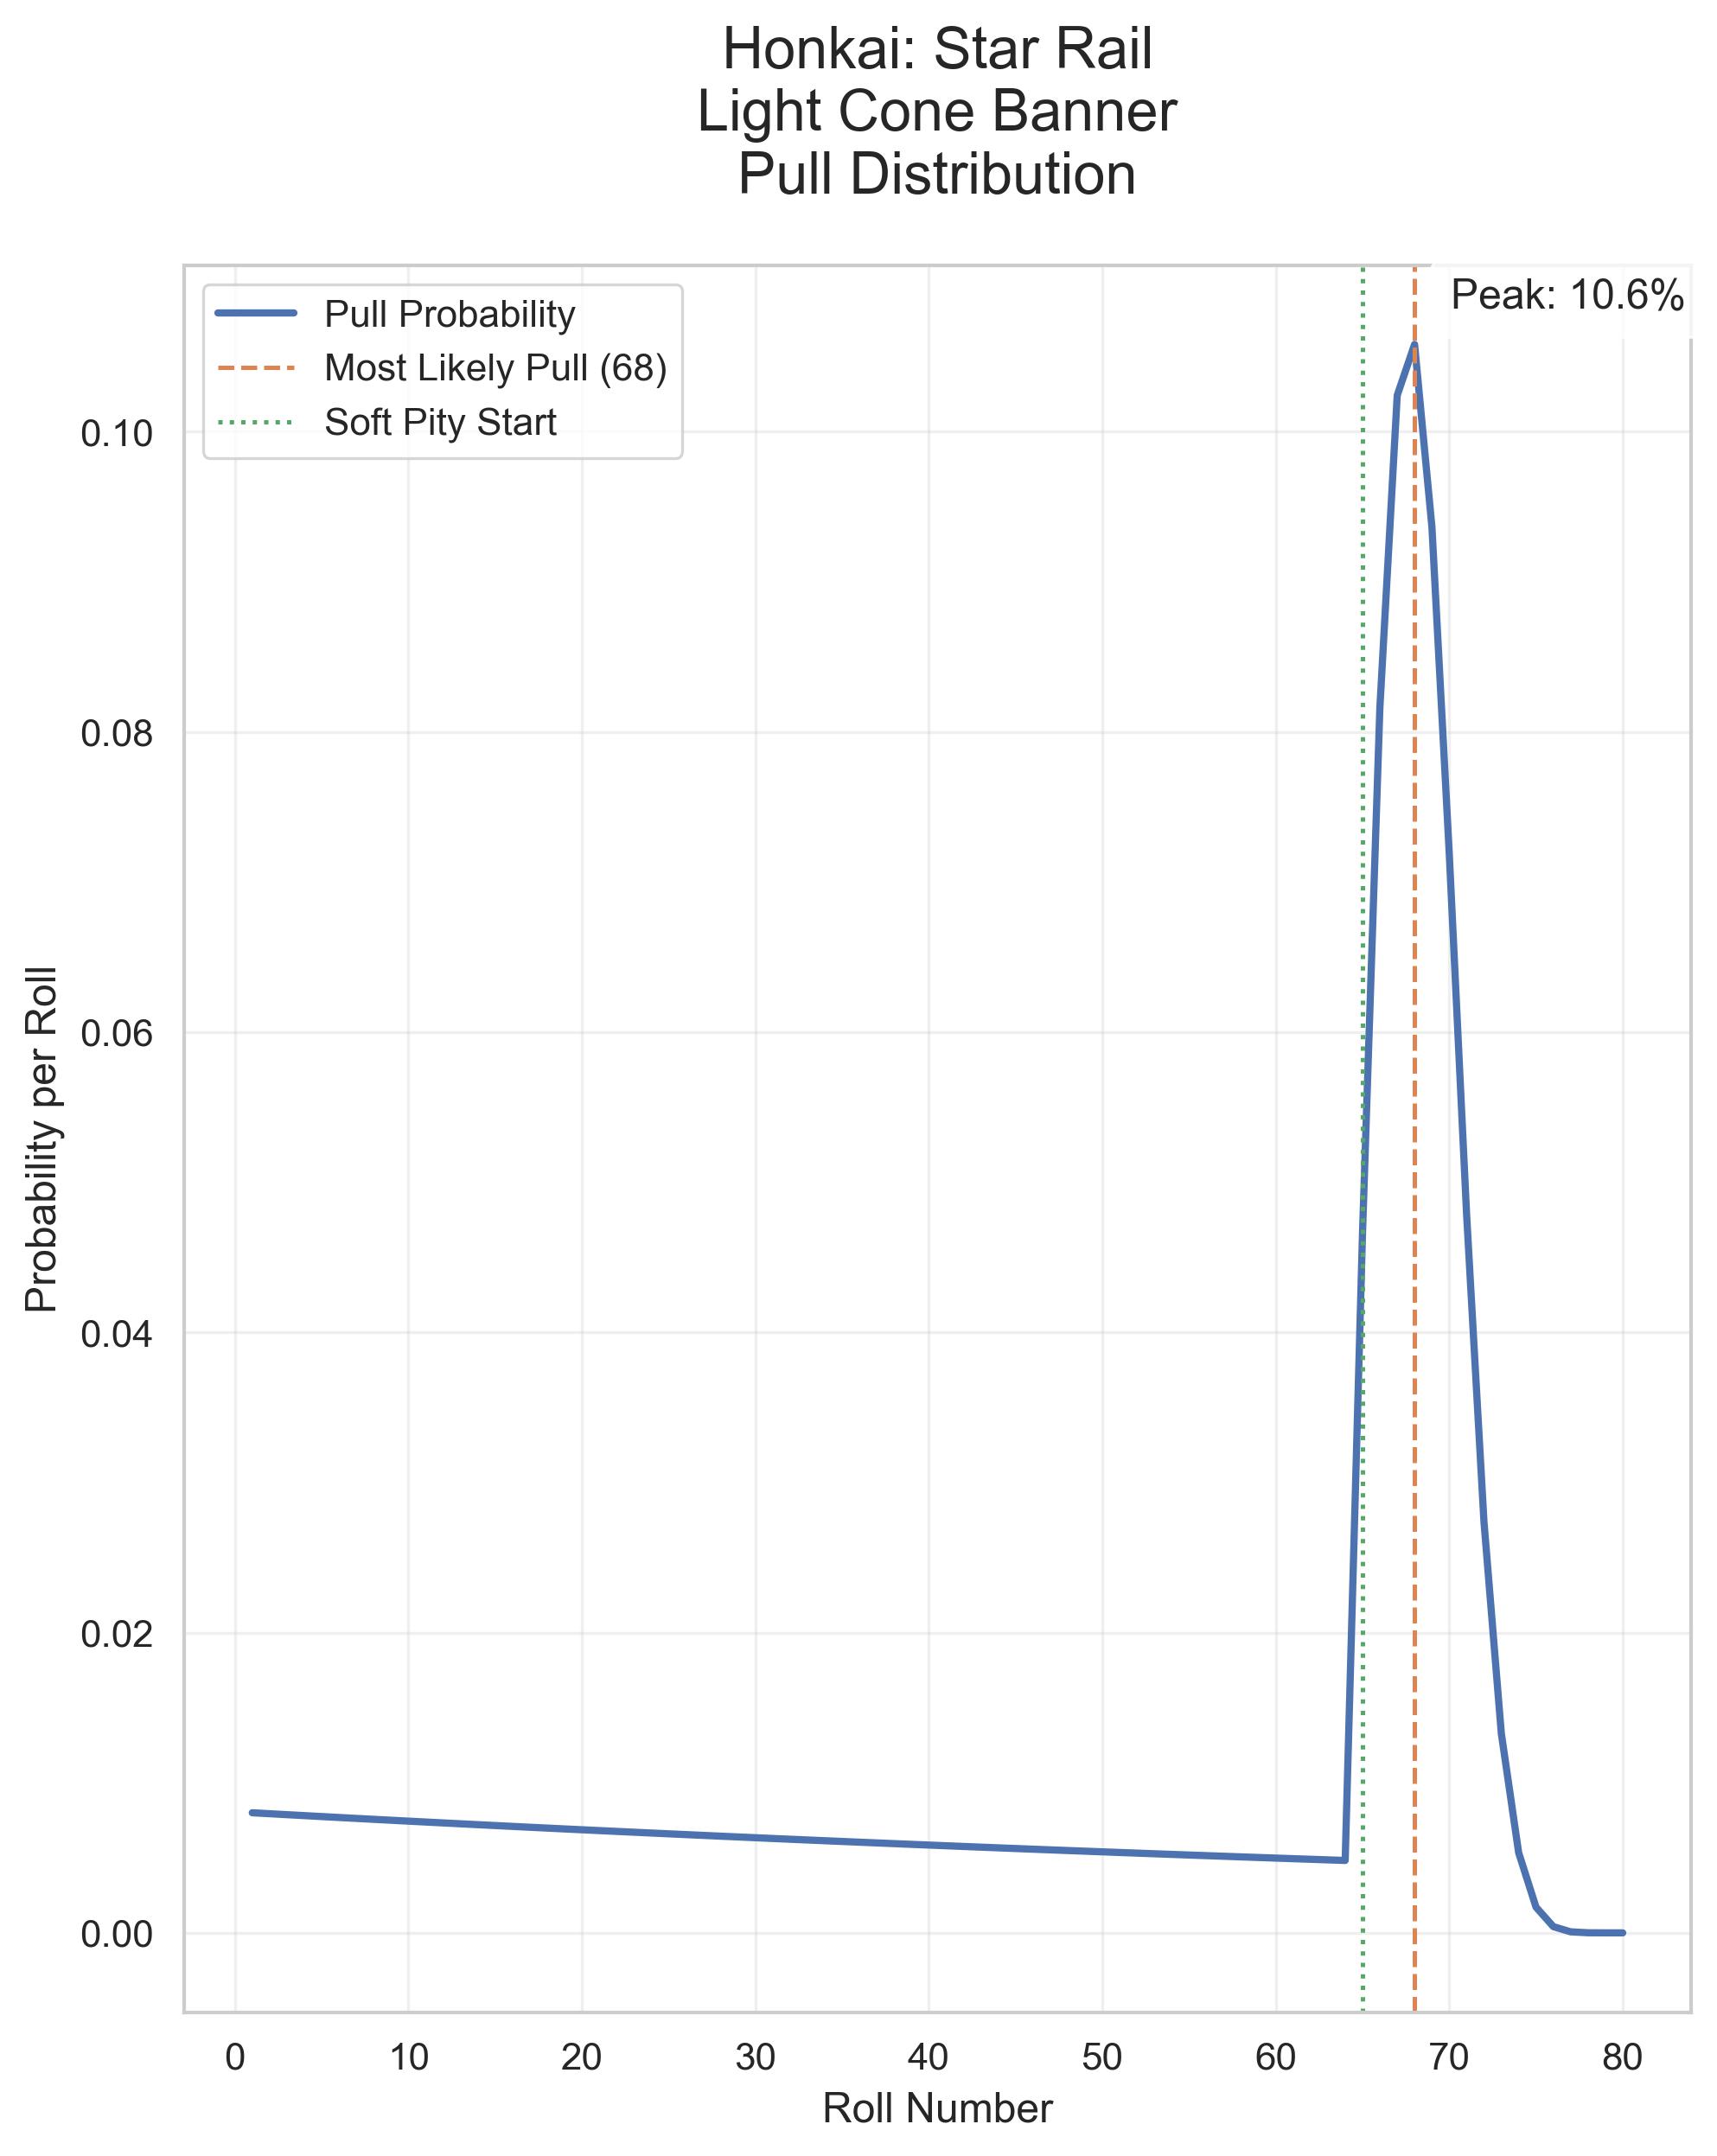 Honkai: Star Rail
Light Cone Banner
Pull Distribution
Pull Probability
Most Likely Pull (68)
Soft Pity Start
Peak: 10.6%
0.10
0.08
0.06
0.04
0.02
0.00
Probability per Roll
0 10 20 30 40 50 60 70 80
Roll Number